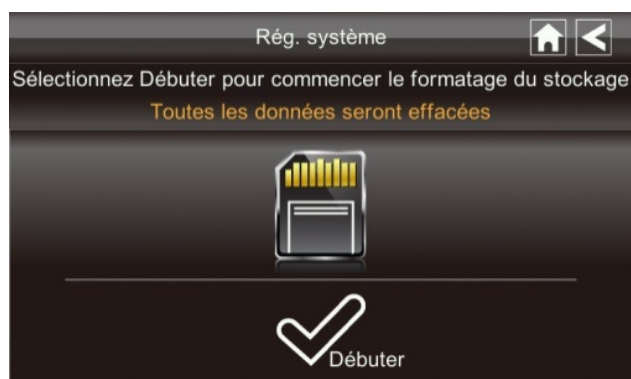 Rég. système
Sélectionnez Débuter pour commencer le formatage du stockage
Toutes les données seront effacées
Débuter